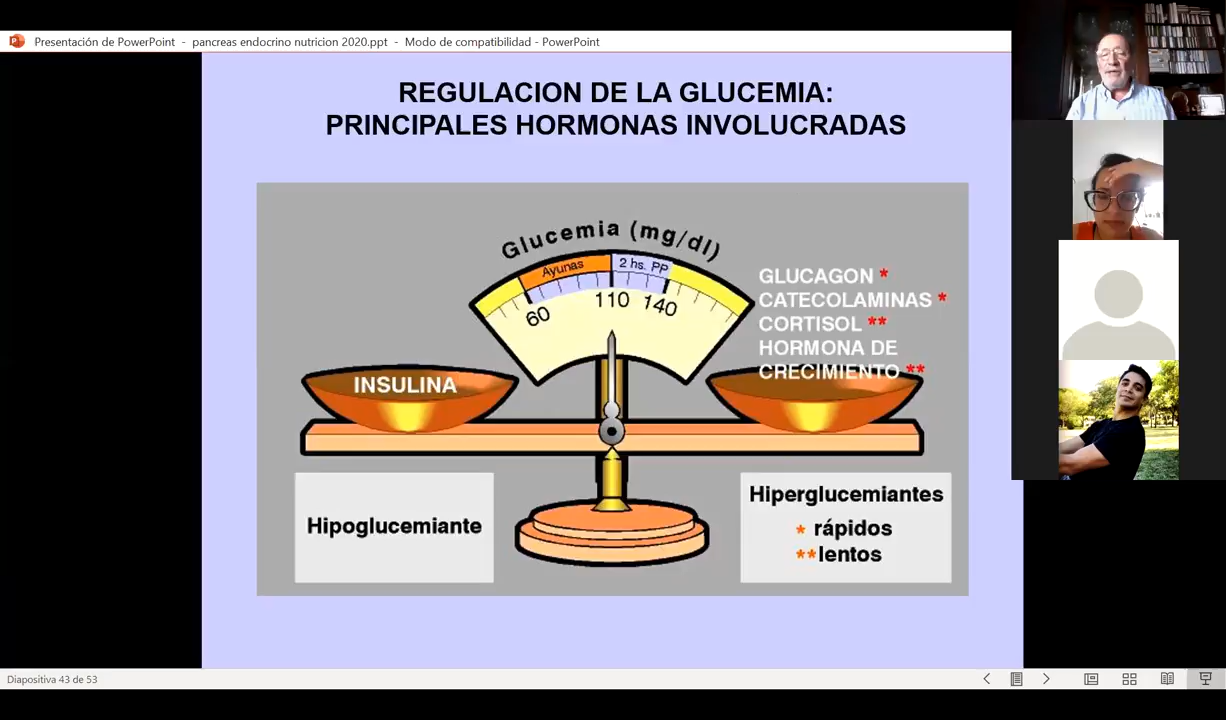 Presentación de PowerPoint - pancreas endocrino nutricion 2020.ppt - Modo de compatibilidad - PowerPoint
REGULACION DE LA GLUCEMIA:
PRINCIPALES HORMONAS INVOLUCRADAS
Glucemia (mg/dl)
Ayunas
2 hs. PP
60
110
140
GLUCAGON *
CATECOLAMINAS *
CORTISOL **
HORMONA DE
CRECIMIENTO **
INSULINA
Hipoglucemiante
Hiperglucemiantes
* rápidos
**lentos
Diapositiva 43 de 53